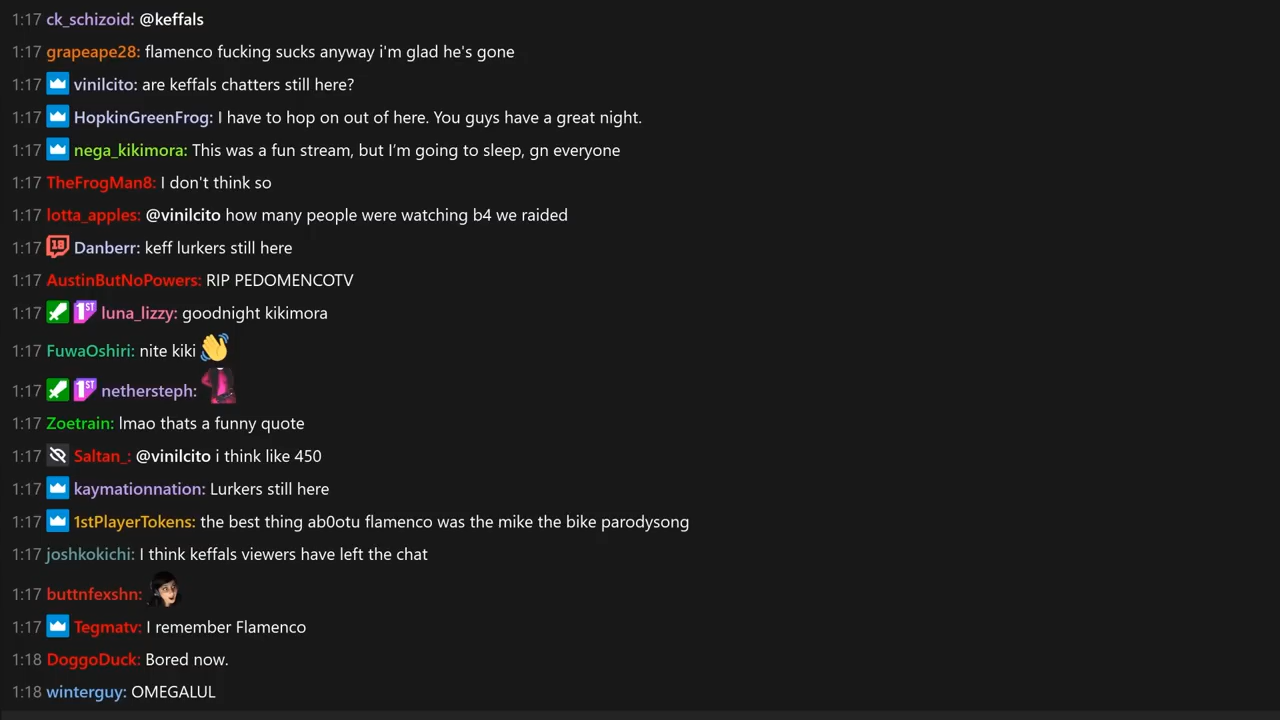 1:17 ck_schizoid: @keffals
1:17 grapeape28: flamenco fucking sucks anyway i'm glad he's gone
1:17 vinilcito: are keffals chatters still here?
1:17 HopkinGreenFrog: I have to hop on out of here. You guys have a great night.
1:17 nega_kikimora: This was a fun stream, but I’m going to sleep, gn everyone
1:17 TheFrogMan8: I don't think so
1:17 lotta_apples: @vinilcito how many people were watching b4 we raided
1:17 18 Danberr: keff lurkers still here
1:17 AustinButNoPowers: RIP PEDOMENCOTV
1:17 1ST luna_lizzy: goodnight kikimora
1:17 FuwaOshiri: nite kiki
1:17 1ST nethersteph:
1:17 Zoetrain: lmao thats a funny quote
1:17 Saltan_: @vinilcito i think like 450
1:17 kaymationnation: Lurkers still here
1:17 1stPlayerTokens: the best thing ab0otu flamenco was the mike the bike parodysong
1:17 joshkokichi: I think keffals viewers have left the chat
1:17 buttnfexshn:
1:17 Tegmatv: I remember Flamenco
1:18 DoggoDuck: Bored now.
1:18 winterguy: OMEGALUL